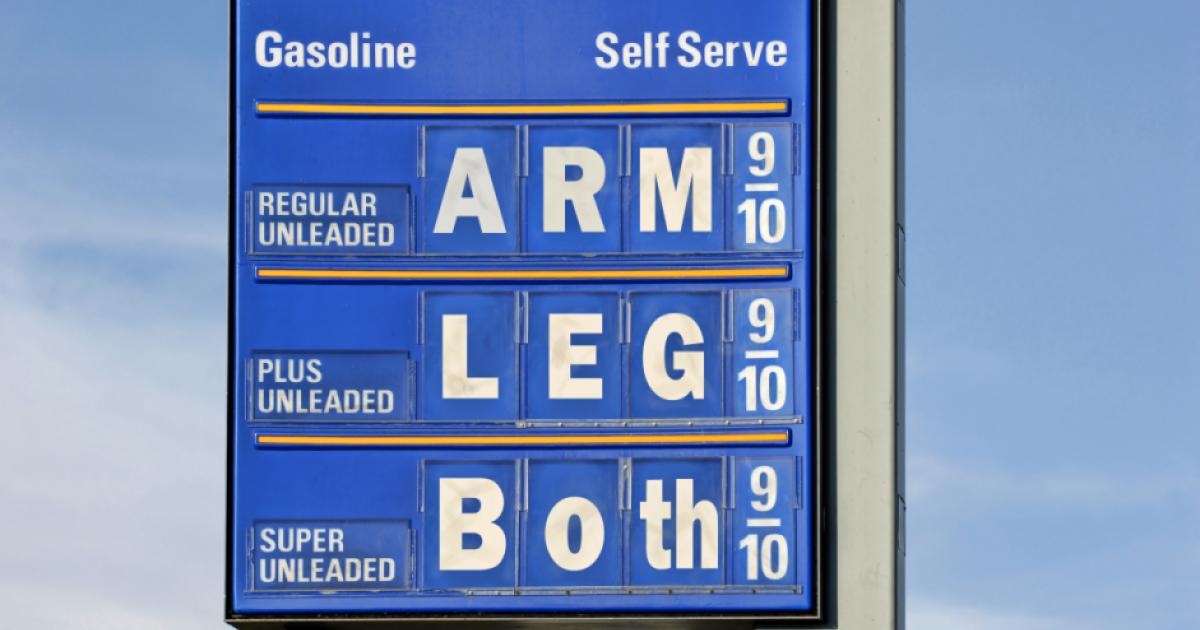 Gasoline Self Serve
REGULAR UNLEADED ARM 9/10
PLUS UNLEADED LEG 9/10
SUPER UNLEADED Both 9/10